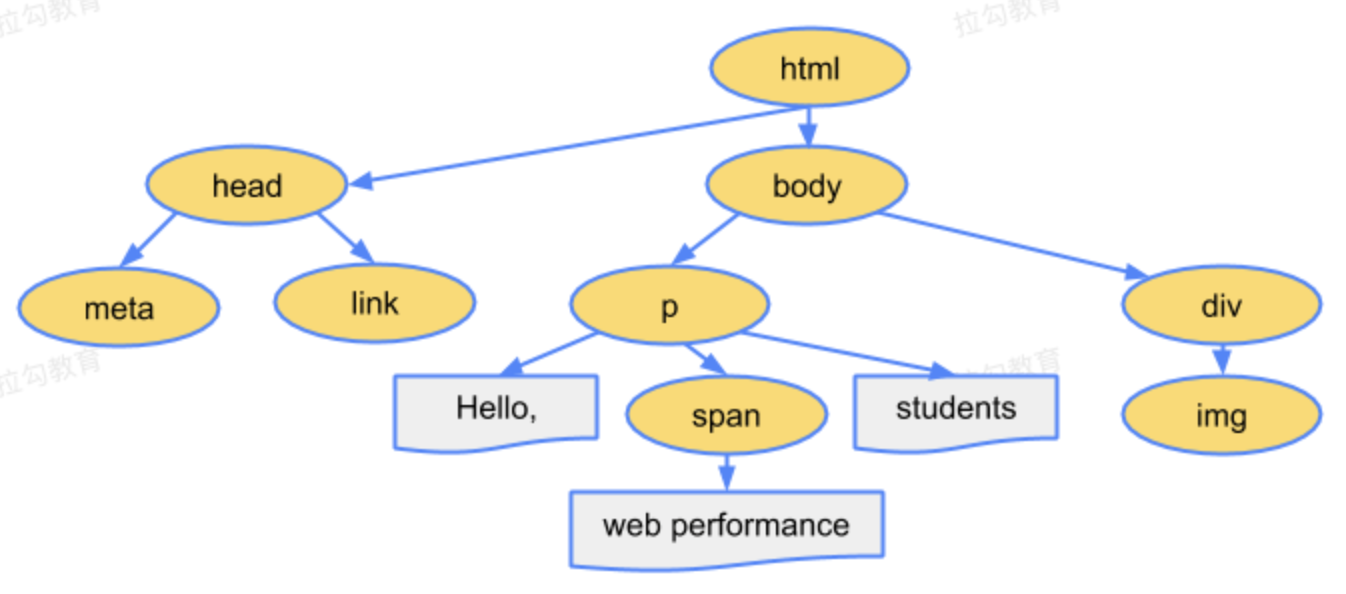 拉勾教育
拉勾教育
html
head
body
meta
link
p
div
拉勾教育
拉勾教育
Hello,
span
students
img
web performance